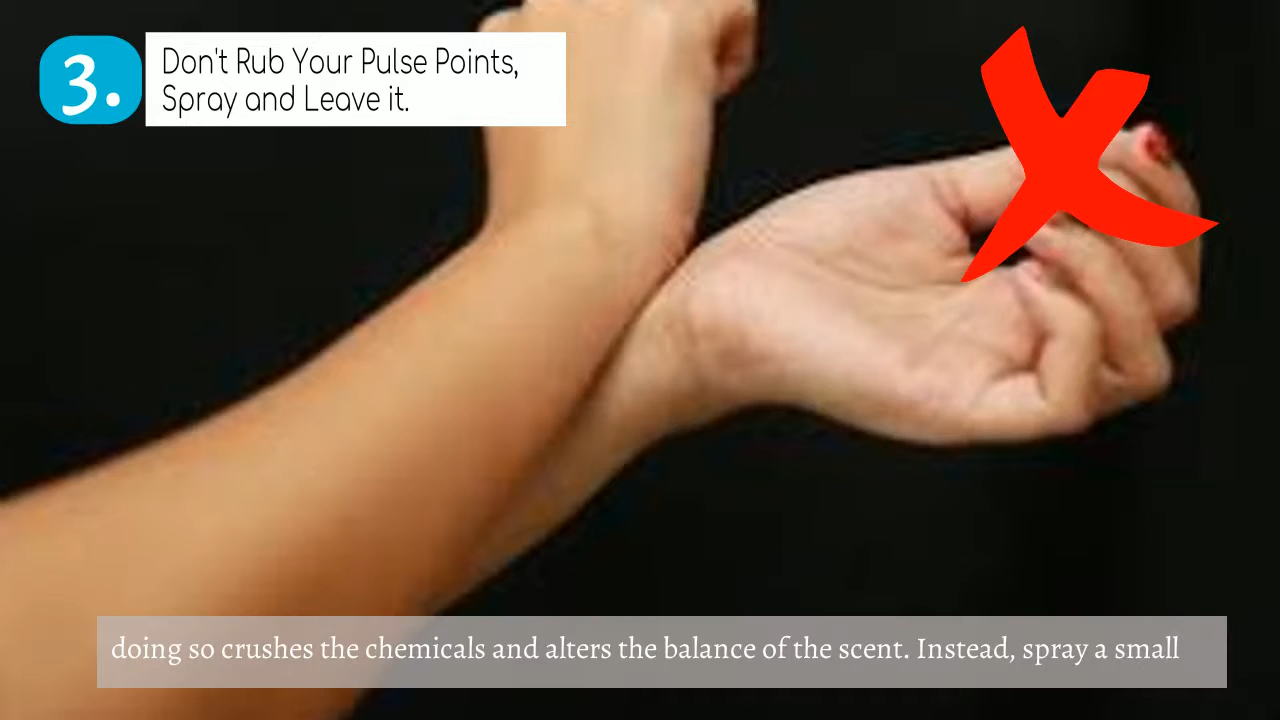 3.
Don't Rub Your Pulse Points,
Spray and Leave it.
doing so crushes the chemicals and alters the balance of the scent. Instead, spray a small